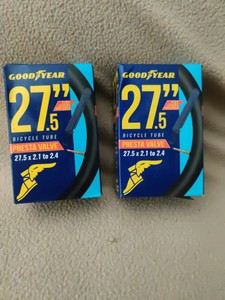 GOODYEAR
27.5"
BICYCLE TUBE
PRESTA VALVE
27.5 x 2.1 to 2.4
GOODYEAR
27.5"
BICYCLE TUBE
PRESTA VALVE
27.5 x 2.1 to 2.4